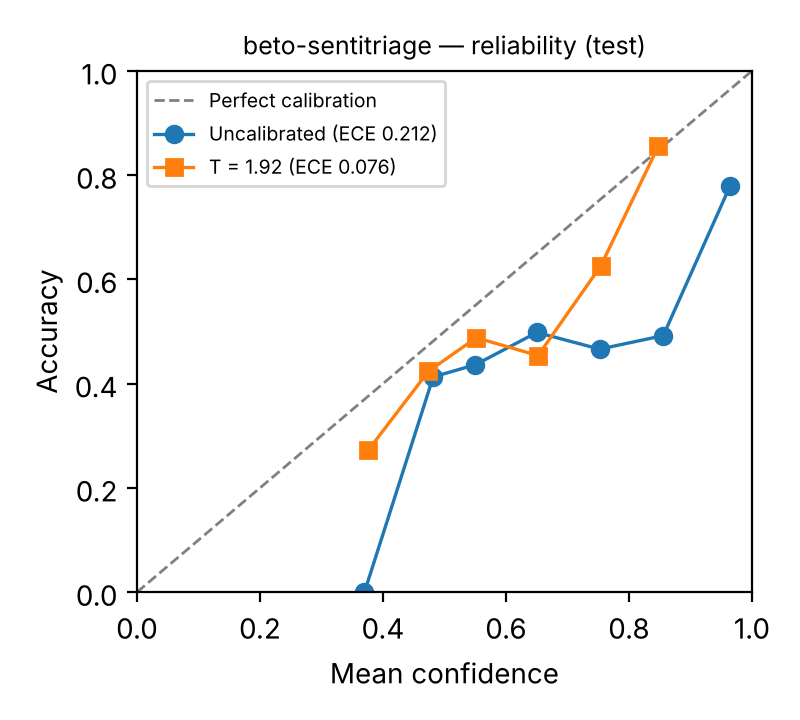 beto-sentitriage — reliability (test)
Perfect calibration
Uncalibrated (ECE 0.212)
T = 1.92 (ECE 0.076)
Accuracy
1.0
0.8
0.6
0.4
0.2
0.0
0.0 0.2 0.4 0.6 0.8 1.0
Mean confidence